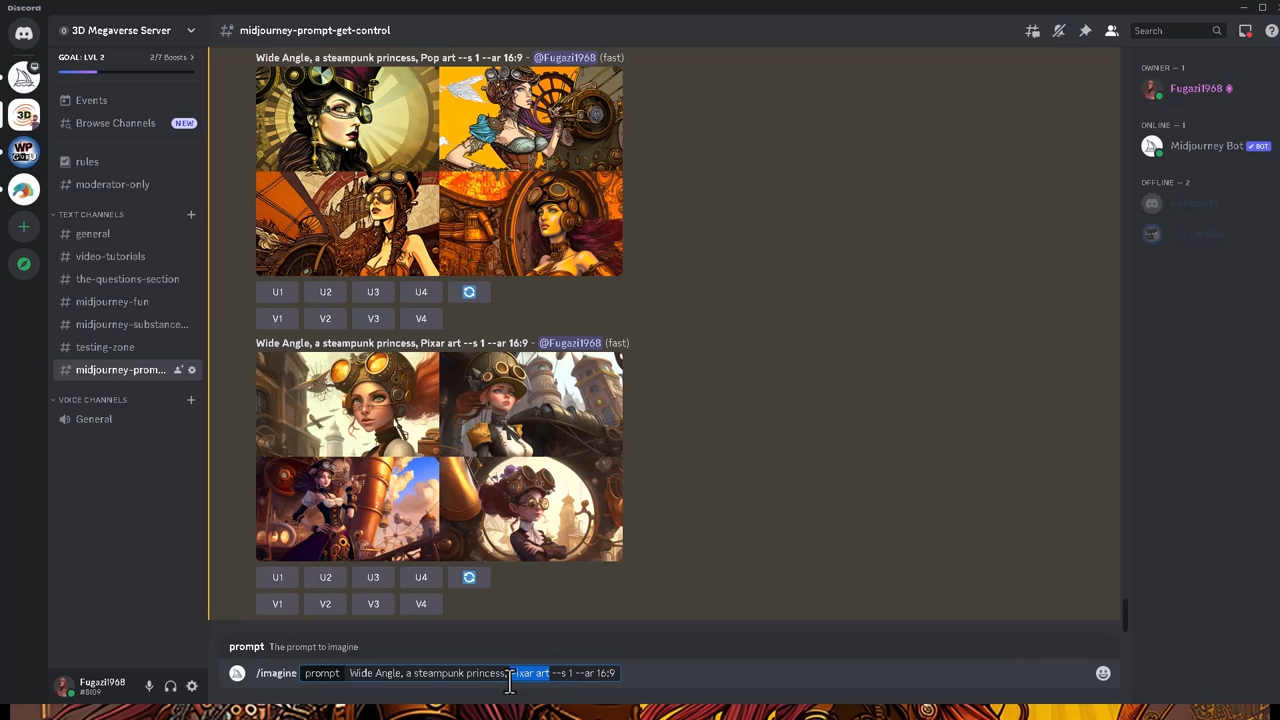 Discord
3D Megaverse Server
midjourney-prompt-get-control
Search
GOAL: LVL 2
2/7 Boosts >
Events
Browse Channels
NEW
rules
moderator-only
TEXT CHANNELS
general
video-tutorials
the-questions-section
midjourney-fun
midjourney-substance...
testing-zone
midjourney-prom...
VOICE CHANNELS
General
Fugazi1968
#8109
Wide Angle, a steampunk princess, Pop art --s 1 --ar 16:9 - @Fugazi1968 (fast)
U1 U2 U3 U4
V1 V2 V3 V4
Wide Angle, a steampunk princess, Pixar art --s 1 --ar 16:9 - @Fugazi1968 (fast)
U1 U2 U3 U4
V1 V2 V3 V4
prompt The prompt to imagine
/imagine prompt Wide Angle, a steampunk princess, Pixar art --s 1 --ar 16:9
OWNER — 1
Fugazi1968
ONLINE — 1
Midjourney Bot ✓ BOT
OFFLINE — 2
3D
WP
GURU